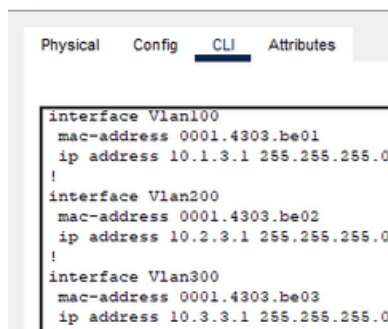 Physical Config CLI Attributes
interface Vlan100
mac-address 0001.4303.be01
ip address 10.1.3.1 255.255.255.0
!
interface Vlan200
mac-address 0001.4303.be02
ip address 10.2.3.1 255.255.255.0
!
interface Vlan300
mac-address 0001.4303.be03
ip address 10.3.3.1 255.255.255.0